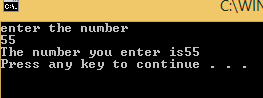 C:\WIN
enter the number
55
The number you enter is55
Press any key to continue . . .